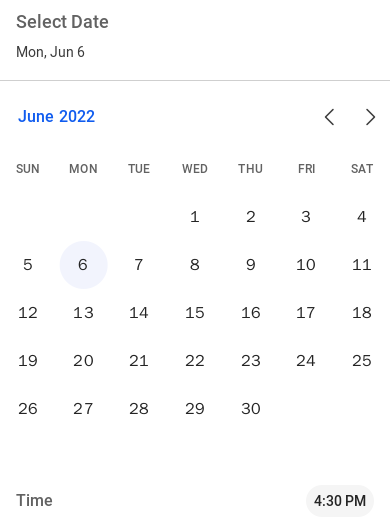 Select Date
Mon, Jun 6
June 2022
SUN MON TUE WED THU FRI SAT
1 2 3 4
5 6 7 8 9 10 11
12 13 14 15 16 17 18
19 20 21 22 23 24 25
26 27 28 29 30
Time 4:30 PM